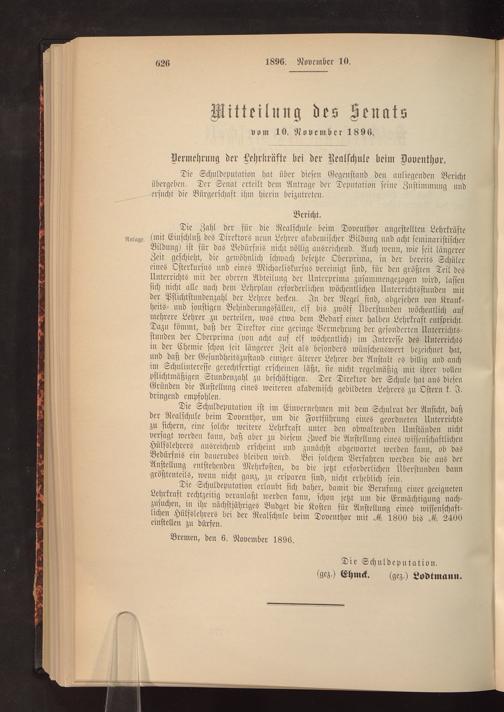 626
1896. November 10.
Mitteilung des Senats
vom 10. November 1896.
Vermehrung der Lehrkräfte bei der Realschule beim Doventhor.
Die Schuldeputation hat über diesen Gegenstand den anliegenden Bericht
übergeben. Der Senat erteilt dem Antrage der Deputation seine Zustimmung und
ersucht die Bürgerschaft ihm hierin beizutreten.
Bericht.
Anlage.
Die Zahl der für die Realschule beim Doventhor angestellten Lehrkräfte
(mit Einschluß des Direktors neun Lehrer akademischer Bildung und acht seminaristischer
Bildung) ist für das Bedürfnis nicht völlig ausreichend. Auch wenn, wie seit längerer
Zeit geschieht, die gewöhnlich schwach besetzte Oberprima, in der bereits Schüler
eines Osterkursus und eines Michaeliskursus vereinigt sind, für den größten Teil des
Unterrichts mit der oberen Abteilung der Unterprima zusammengezogen wird, lassen
sich nicht alle nach dem Lehrplan erforderlichen wöchentlichen Unterrichtsstunden mit
der Pflichtstundenzahl der Lehrer decken. In der Regel sind, abgesehen von Krank-
heits- und sonstigen Behinderungsfällen, elf bis zwölf Überstunden wöchentlich auf
mehrere Lehrer zu verteilen, was etwa dem Bedarf einer halben Lehrkraft entspricht.
Dazu kommt, daß der Direktor eine geringe Vermehrung der gesonderten Unterrichts-
stunden der Oberprima (von acht auf elf wöchentlich) im Interesse des Unterrichts
in der Chemie schon seit längerer Zeit als besonders wünschenswert bezeichnet hat,
und daß der Gesundheitszustand einiger älterer Lehrer der Anstalt es billig und auch
im Schulinteresse gerechtfertigt erscheinen läßt, sie nicht regelmäßig mit ihrer vollen
pflichtmäßigen Stundenzahl zu beschäftigen. Der Direktor der Schule hat aus diesen
Gründen die Anstellung eines weiteren akademisch gebildeten Lehrers zu Ostern k. J.
dringend empfohlen.
Die Schuldeputation ist im Einvernehmen mit dem Schulrat der Ansicht, daß
der Realschule beim Doventhor, um die Fortführung eines geordneten Unterrichts
zu sichern, eine solche weitere Lehrkraft unter den obwaltenden Umständen nicht
versagt werden kann, daß aber zu diesem Zweck die Anstellung eines wissenschaftlichen
Hülfslehrers ausreichend erscheint und zunächst abgewartet werden kann, ob das
Bedürfnis ein dauerndes bleiben wird. Bei solchem Verfahren werden die aus der
Anstellung entstehenden Mehrkosten, da die jetzt erforderlichen Überstunden dann
größtenteils, wenn nicht ganz, zu ersparen sind, nicht erheblich sein.
Die Schuldeputation erlaubt sich daher, damit die Berufung einer geeigneten
Lehrkraft rechtzeitig veranlaßt werden kann, schon jetzt um die Ermächtigung nach-
zusuchen, in ihr nächstjähriges Budget die Kosten für Anstellung eines wissenschaft-
lichen Hülfslehrers bei der Realschule beim Doventhor mit ℳ 1800 bis ℳ 2400
einstellen zu dürfen.
Bremen, den 6. November 1896.
Die Schuldeputation.
(gez.) Ehmck. (gez.) Lodtmann.